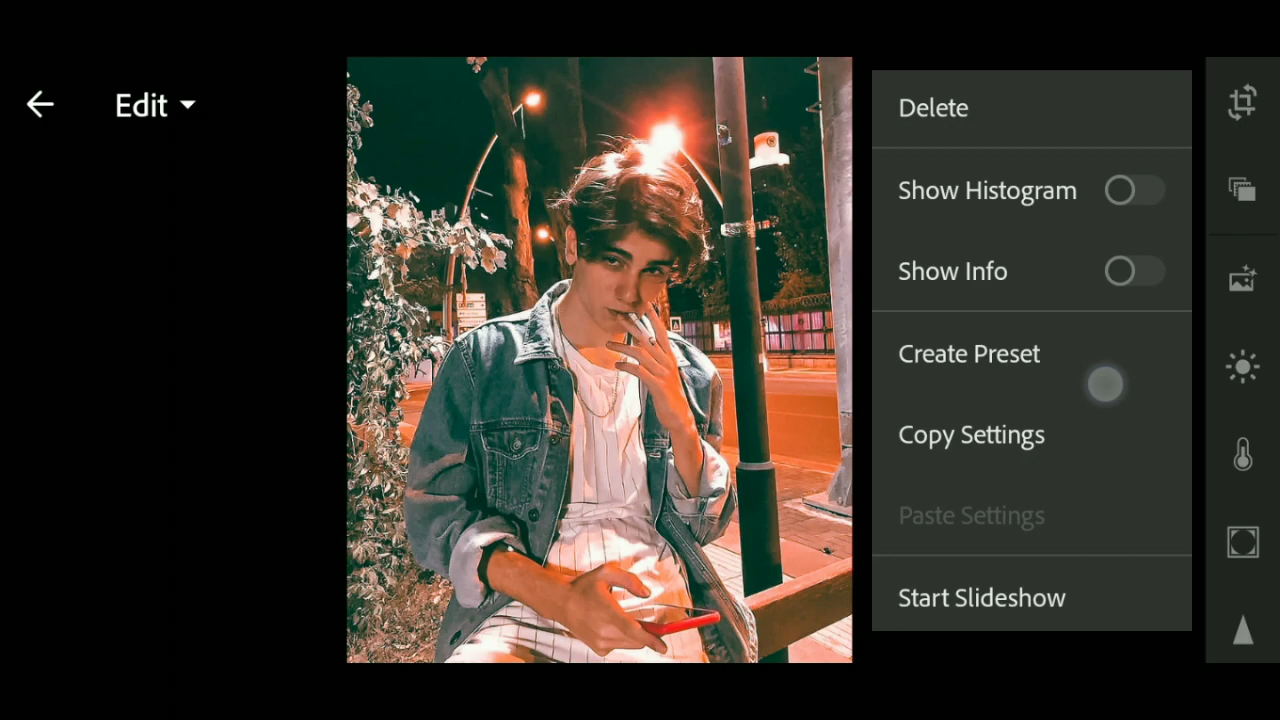 Edit
Delete
Show Histogram
Show Info
Create Preset
Copy Settings
Paste Settings
Start Slideshow